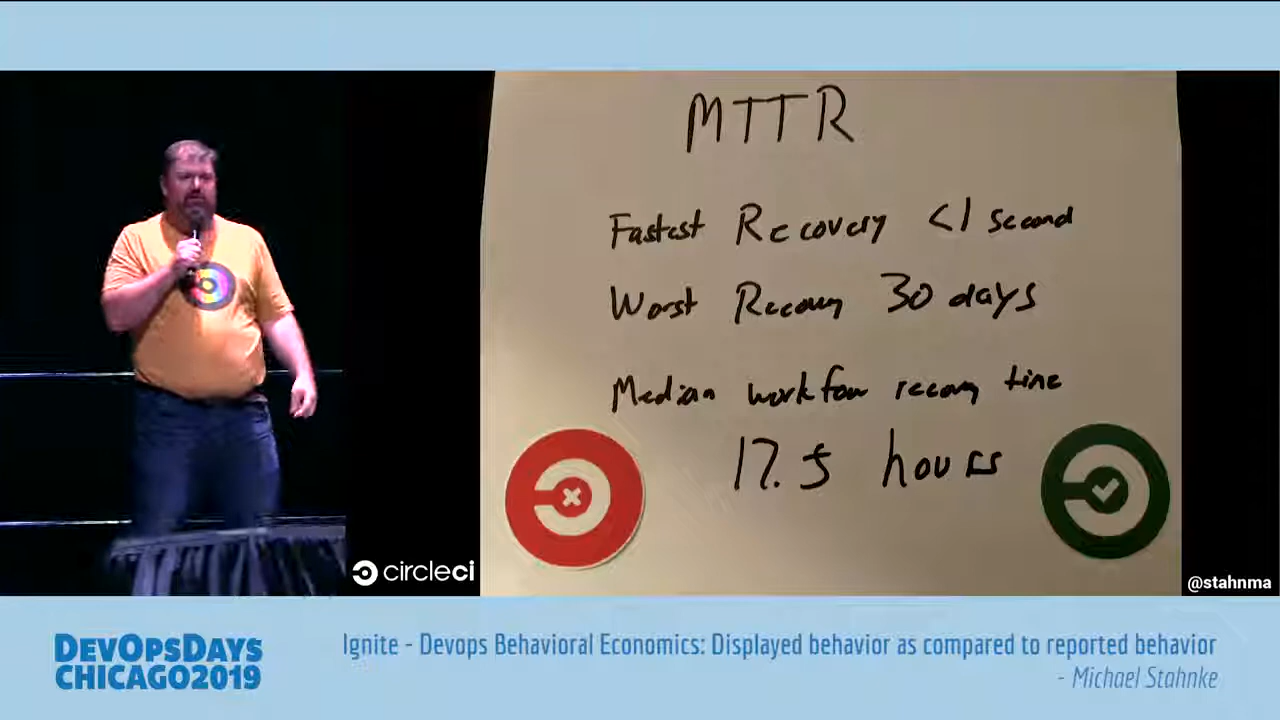 MTTR
Fastest Recovery <1 second
Worst Recovery 30 days
Median workflow recovery time
17.5 hours
circleci
@stahnma
DEVOPSDAYS
CHICAGO2019
Ignite - Devops Behavioral Economics: Displayed behavior as compared to reported behavior
- Michael Stahnke